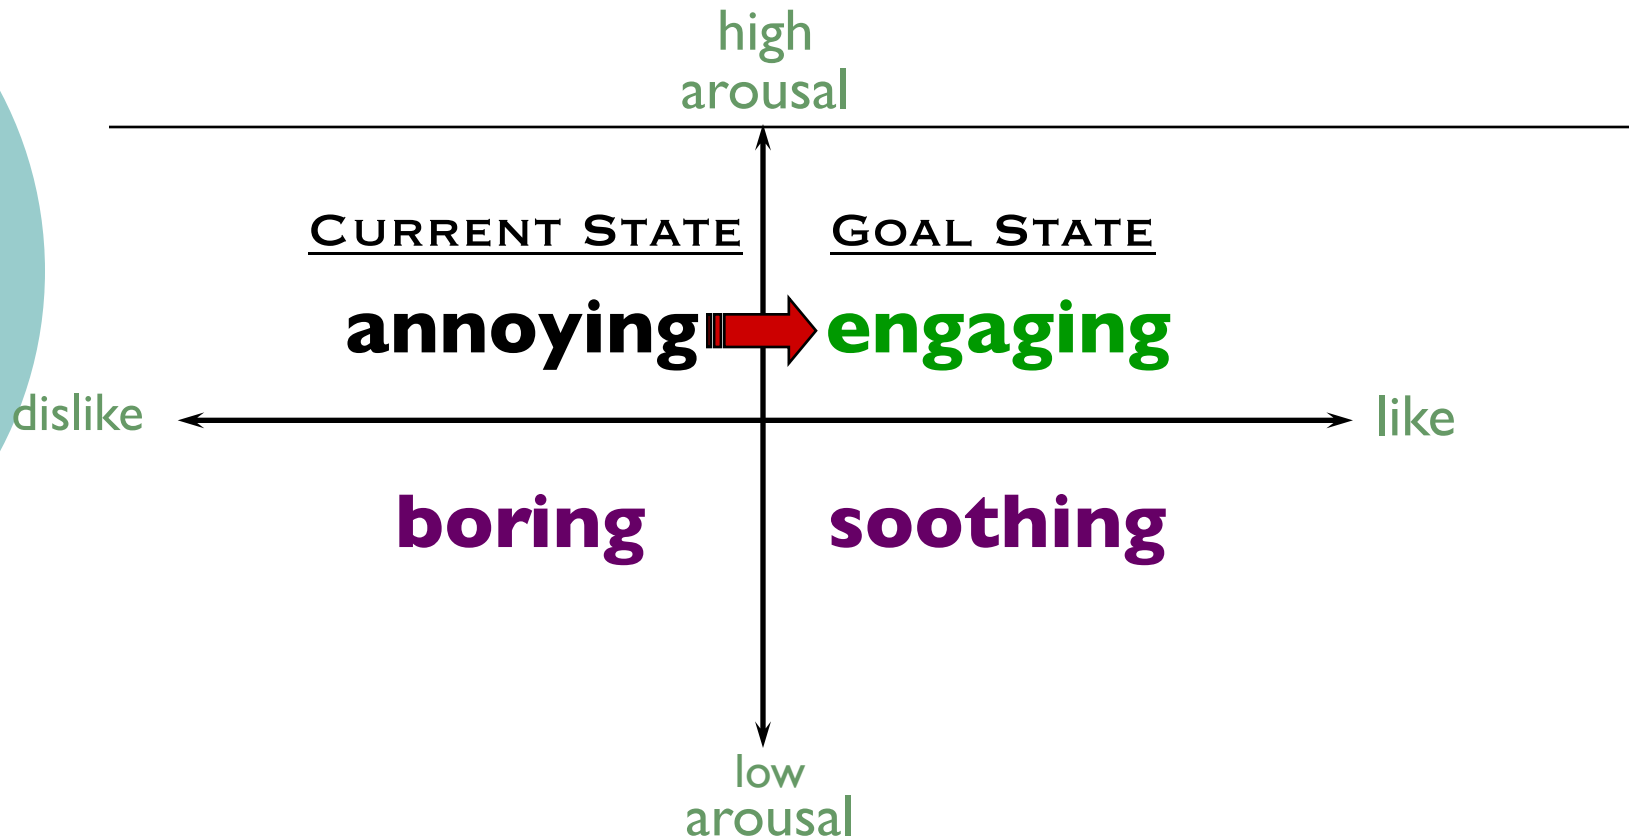 high
arousal
CURRENT STATE
GOAL STATE
annoying
engaging
dislike
like
boring
soothing
low
arousal